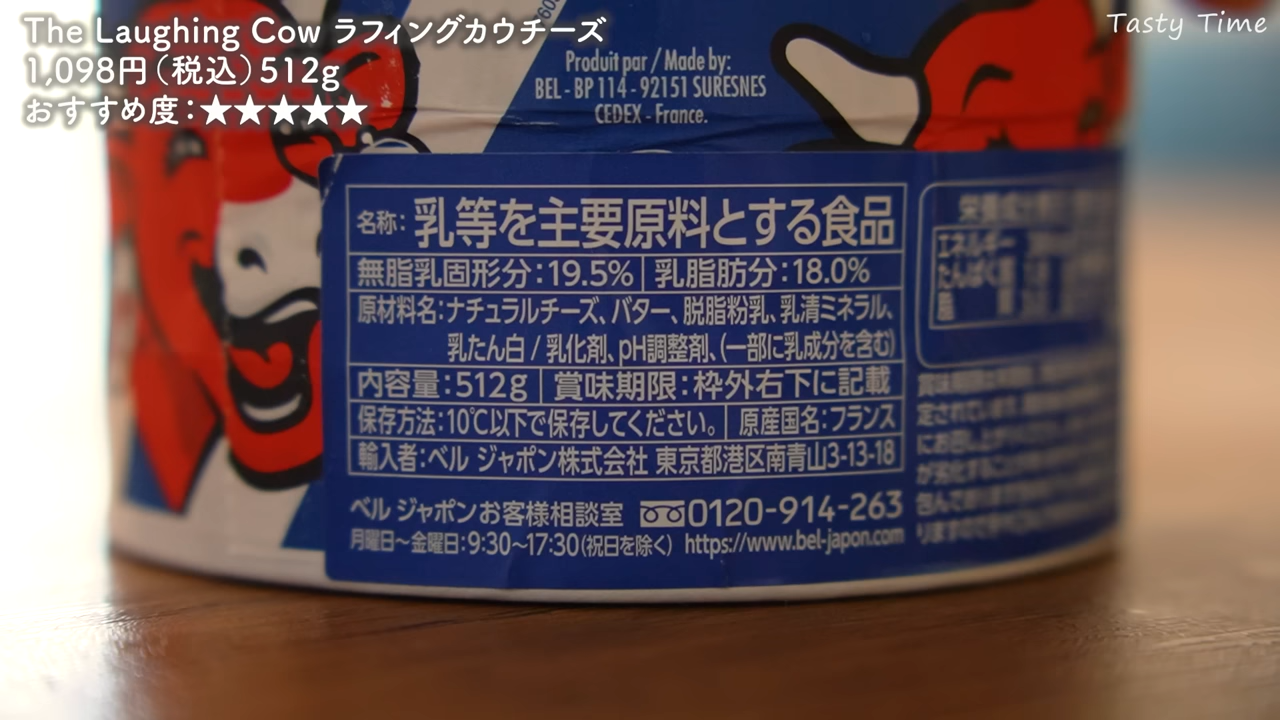 The Laughing Cow ラフィングカウチーズ
1,098円(税込)512g
おすすめ度:★★★★★
Tasty Time
Produit par / Made by:
BEL - BP 114 - 92151 SURESNES
CEDEX - France.
名称:乳等を主要原料とする食品
無脂乳固形分:19.5% 乳脂肪分:18.0%
原材料名:ナチュラルチーズ、バター、脱脂粉乳、乳清ミネラル、
乳たん白 / 乳化剤、pH調整剤、(一部に乳成分を含む)
内容量:512g 賞味期限:枠外右下に記載
保存方法:10℃以下で保存してください。 原産国名:フランス
輸入者:ベル ジャポン株式会社 東京都港区南青山3-13-18
ベル ジャポンお客様相談室 0120-914-263
月曜日~金曜日:9:30~17:30(祝日を除く) https://www.bel-japon.com
エネルギー
たんぱく質